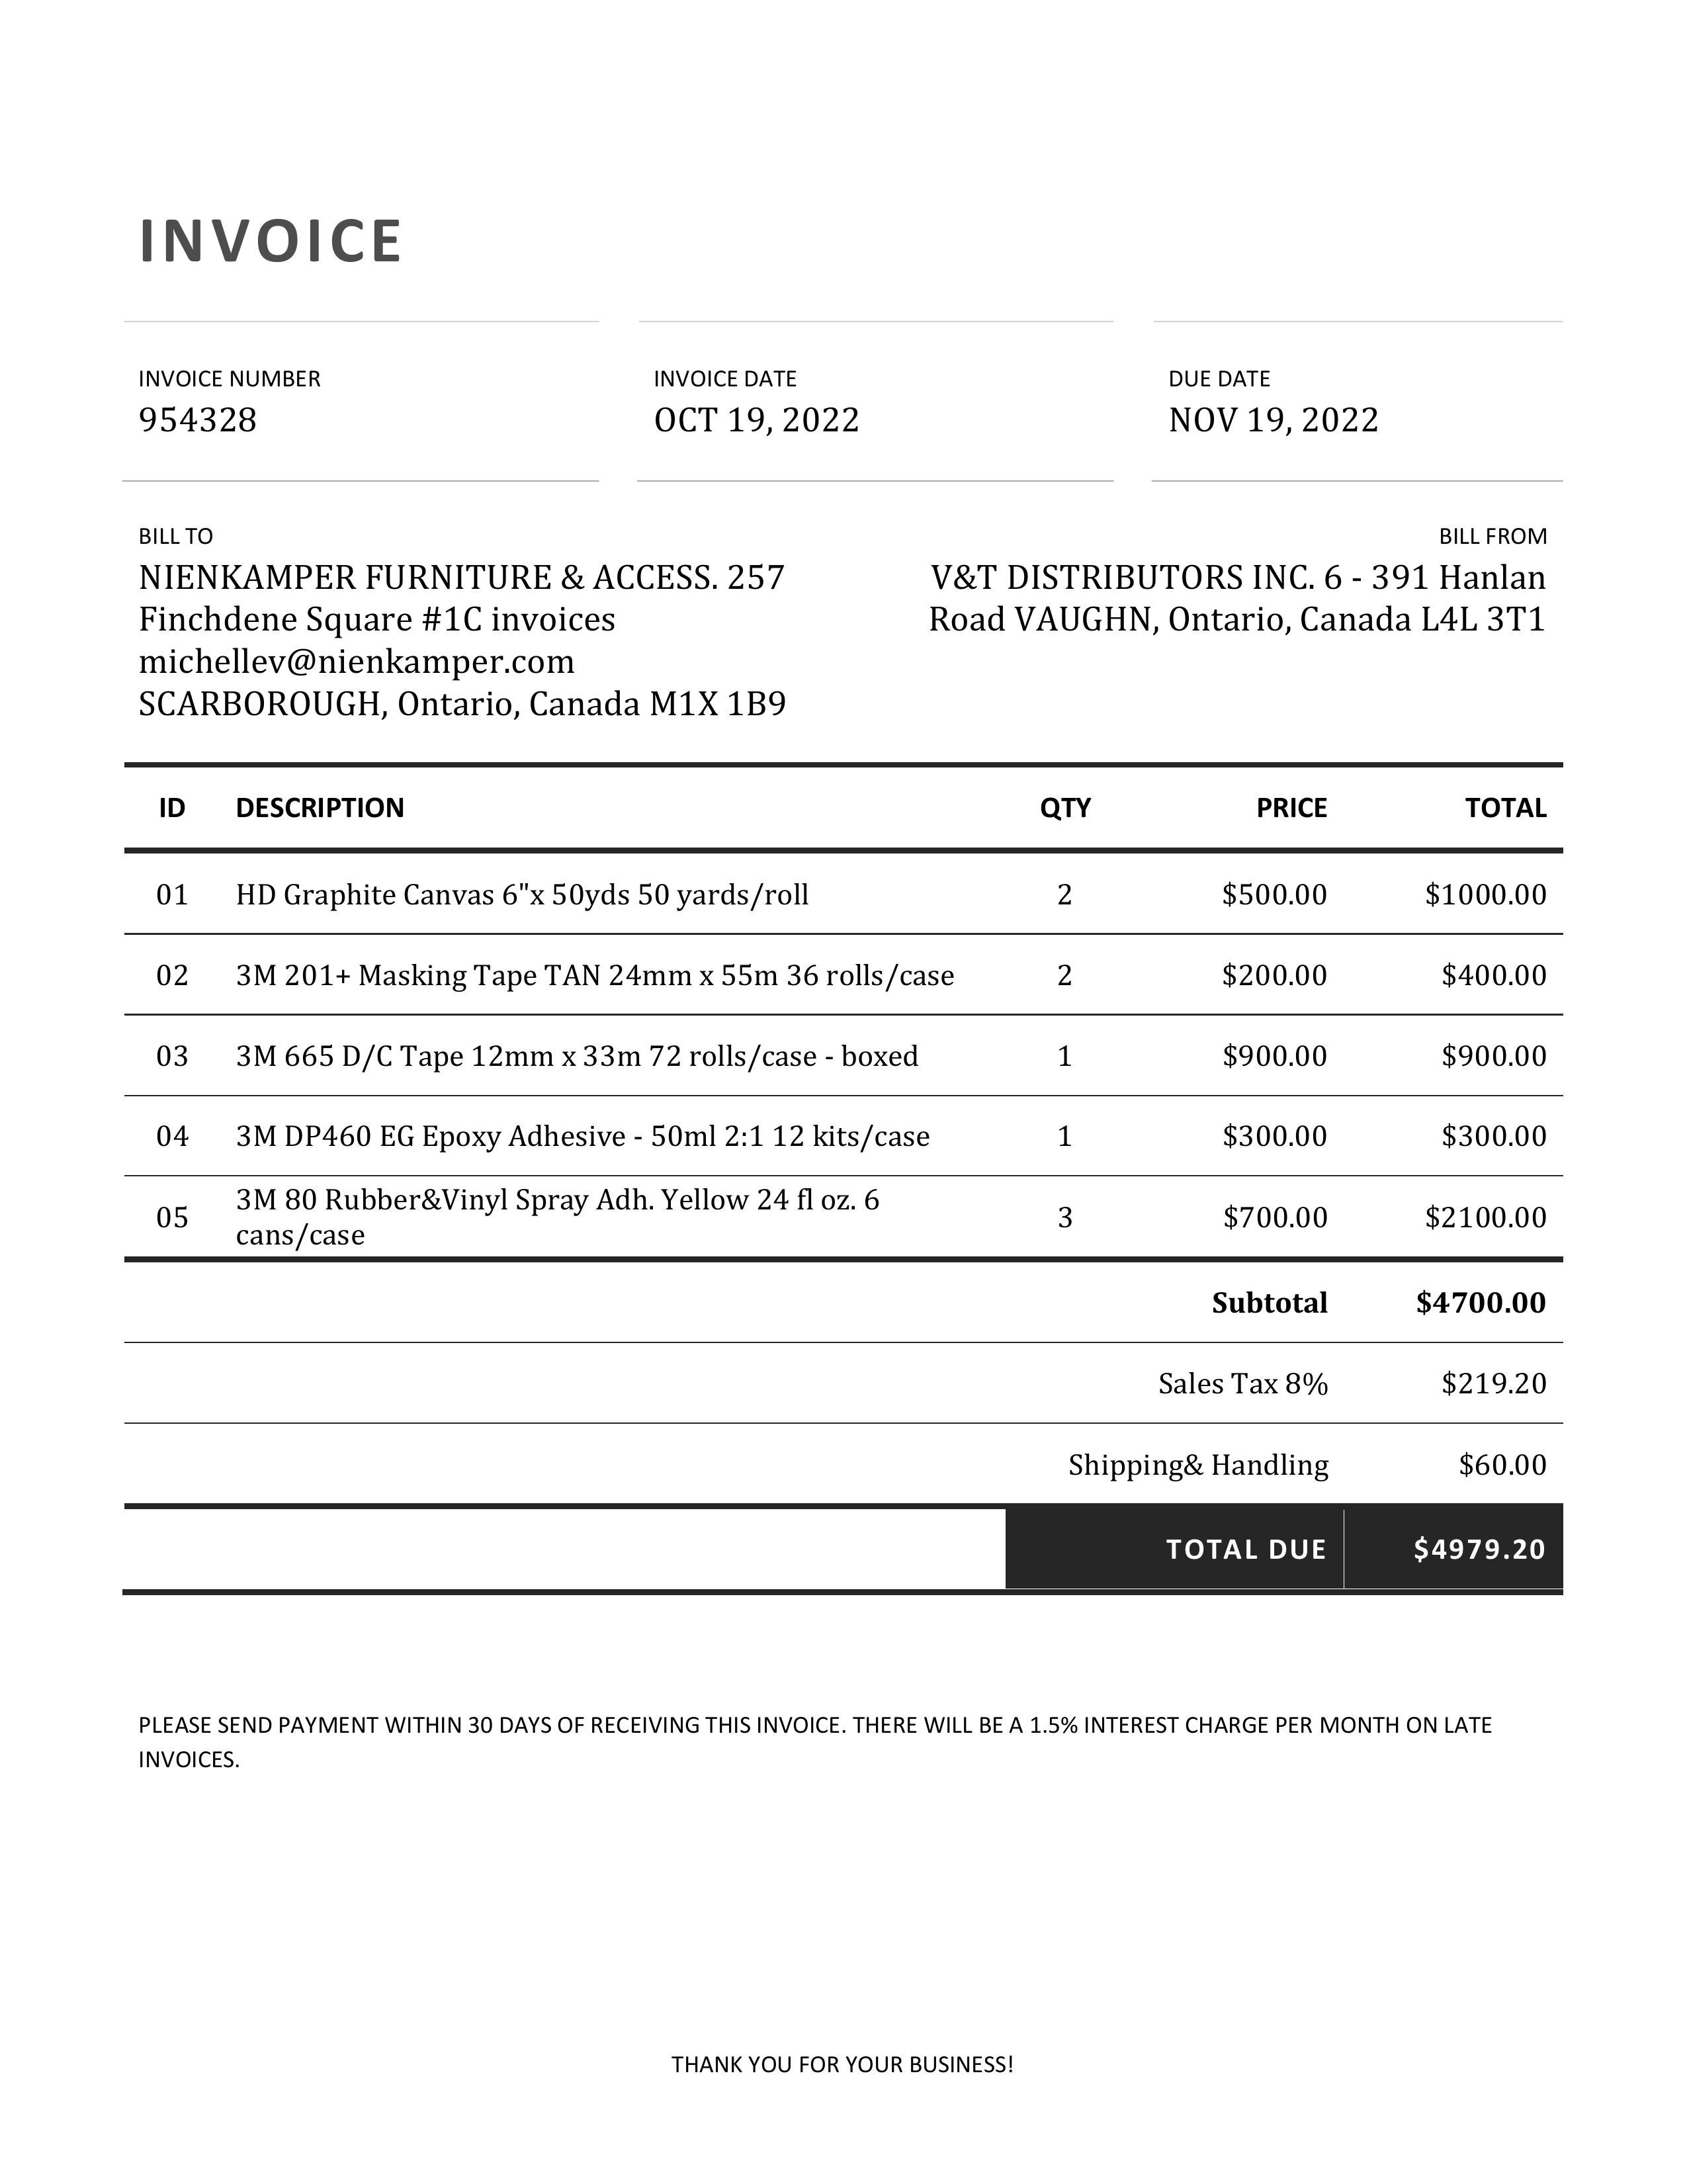 INVOICE
INVOICE NUMBER
954328
INVOICE DATE
OCT 19, 2022
DUE DATE
NOV 19, 2022
BILL TO
NIENKAMPER FURNITURE & ACCESS. 257
Finchdene Square #1C invoices
michellev@nienkamper.com
SCARBOROUGH, Ontario, Canada M1X 1B9
BILL FROM
V&T DISTRIBUTORS INC. 6 - 391 Hanlan
Road VAUGHN, Ontario, Canada L4L 3T1
ID DESCRIPTION QTY PRICE TOTAL
01 HD Graphite Canvas 6"x 50yds 50 yards/roll 2 $500.00 $1000.00
02 3M 201+ Masking Tape TAN 24mm x 55m 36 rolls/case 2 $200.00 $400.00
03 3M 665 D/C Tape 12mm x 33m 72 rolls/case - boxed 1 $900.00 $900.00
04 3M DP460 EG Epoxy Adhesive - 50ml 2:1 12 kits/case 1 $300.00 $300.00
05 3M 80 Rubber&Vinyl Spray Adh. Yellow 24 fl oz. 6
cans/case 3 $700.00 $2100.00
Subtotal $4700.00
Sales Tax 8% $219.20
Shipping& Handling $60.00
TOTAL DUE $4979.20
PLEASE SEND PAYMENT WITHIN 30 DAYS OF RECEIVING THIS INVOICE. THERE WILL BE A 1.5% INTEREST CHARGE PER MONTH ON LATE
INVOICES.
THANK YOU FOR YOUR BUSINESS!